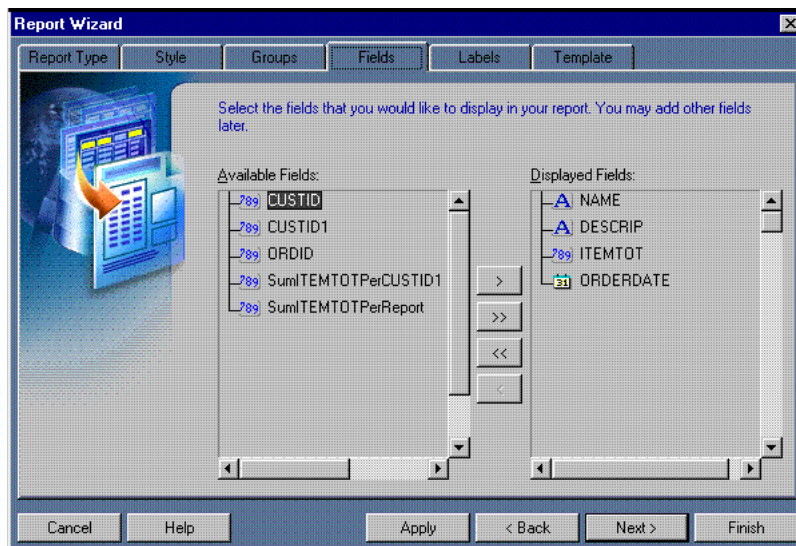 Report Wizard
Report Type Style Groups Fields Labels Template
Select the fields that you would like to display in your report. You may add other fields
later.
Available Fields:
CUSTID
CUSTID1
ORDID
SumITEMTOTPerCUSTID1
SumITEMTOTPerReport
>
>>
<<
<
Displayed Fields:
NAME
DESCRIP
ITEMTOT
ORDERDATE
Cancel Help Apply < Back Next > Finish